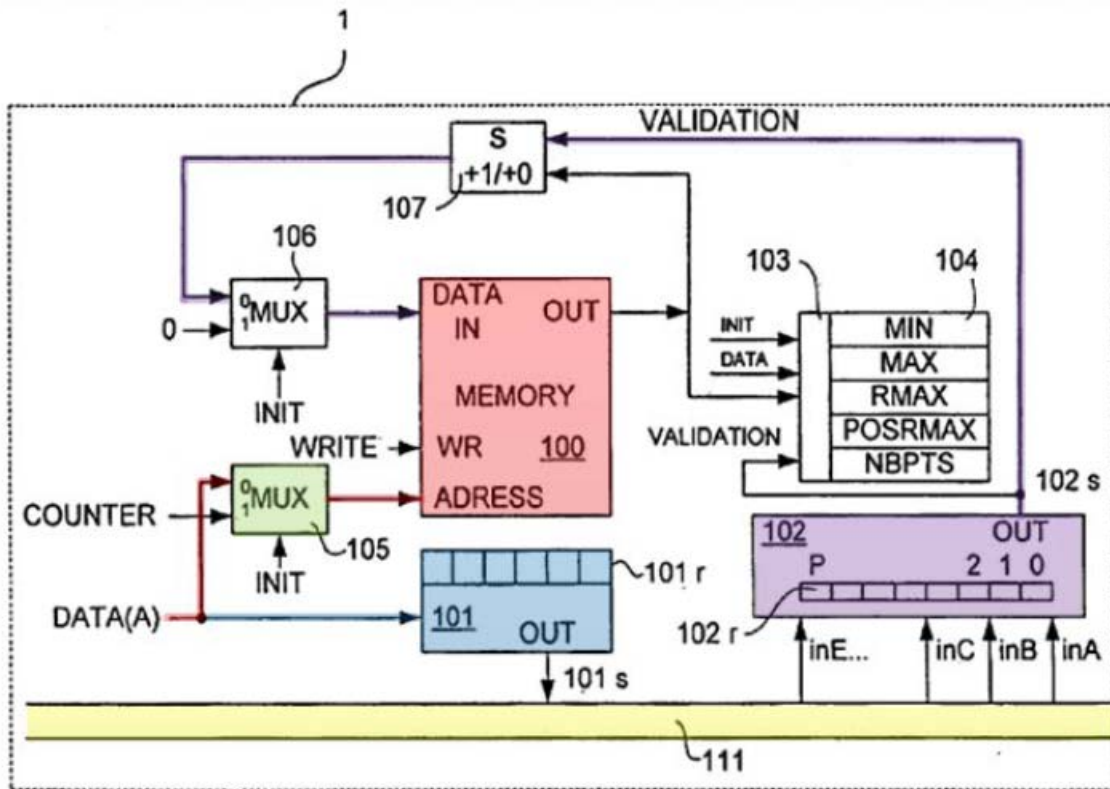 1
VALIDATION
S
+1/+0
107
106
0
1 MUX
0
INIT
DATA IN
OUT
MEMORY
WRITE
WR
100
ADRESS
103
104
INIT
DATA
VALIDATION
MIN
MAX
RMAX
POSRMAX
NBPTS
102 s
COUNTER
0
1 MUX
105
INIT
DATA(A)
101 r
101
OUT
101 s
102
OUT
P
2 1 0
102 r
inE...
inC
inB
inA
111